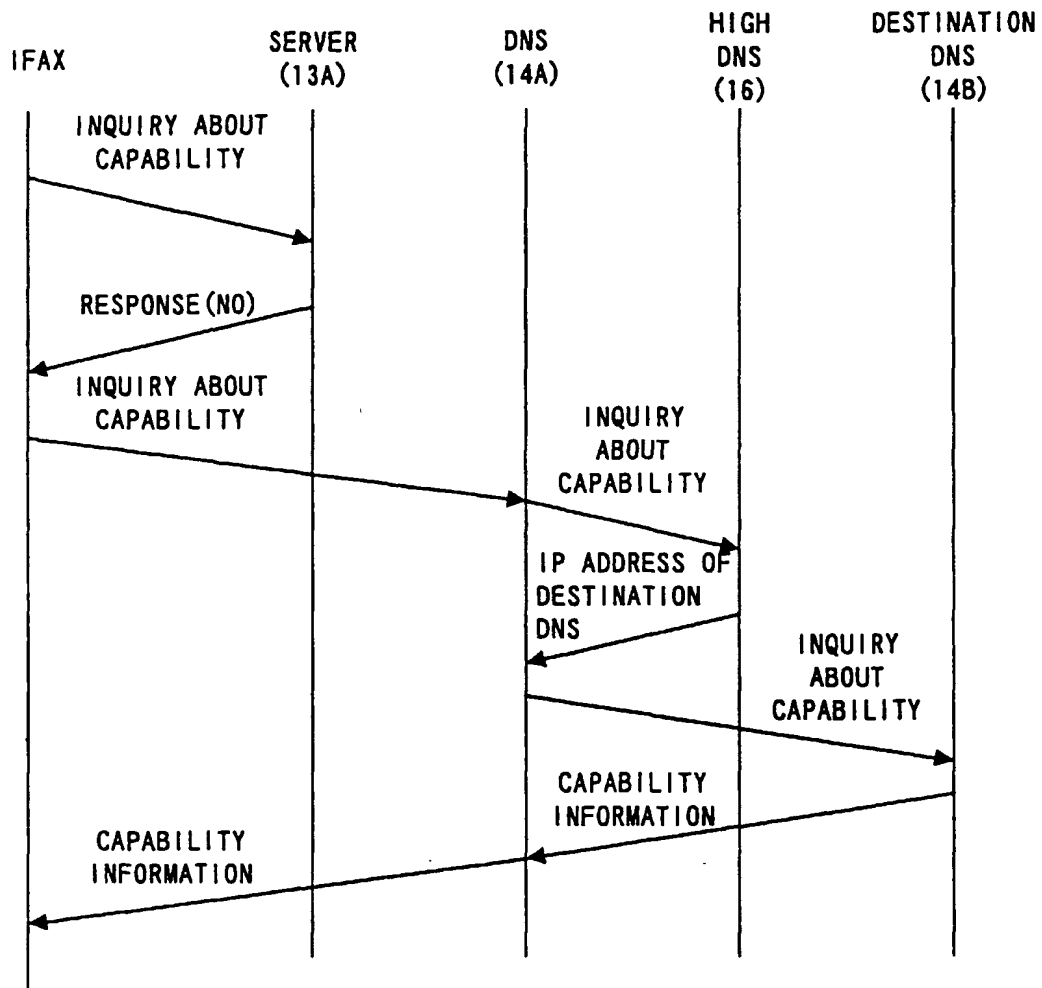 IFAX
SERVER
(13A)
DNS
(14A)
HIGH
DNS
(16)
DESTINATION
DNS
(14B)
INQUIRY ABOUT
CAPABILITY
RESPONSE(NO)
INQUIRY ABOUT
CAPABILITY
INQUIRY
ABOUT
CAPABILITY
IP ADDRESS OF
DESTINATION
DNS
INQUIRY
ABOUT
CAPABILITY
CAPABILITY
INFORMATION
CAPABILITY
INFORMATION